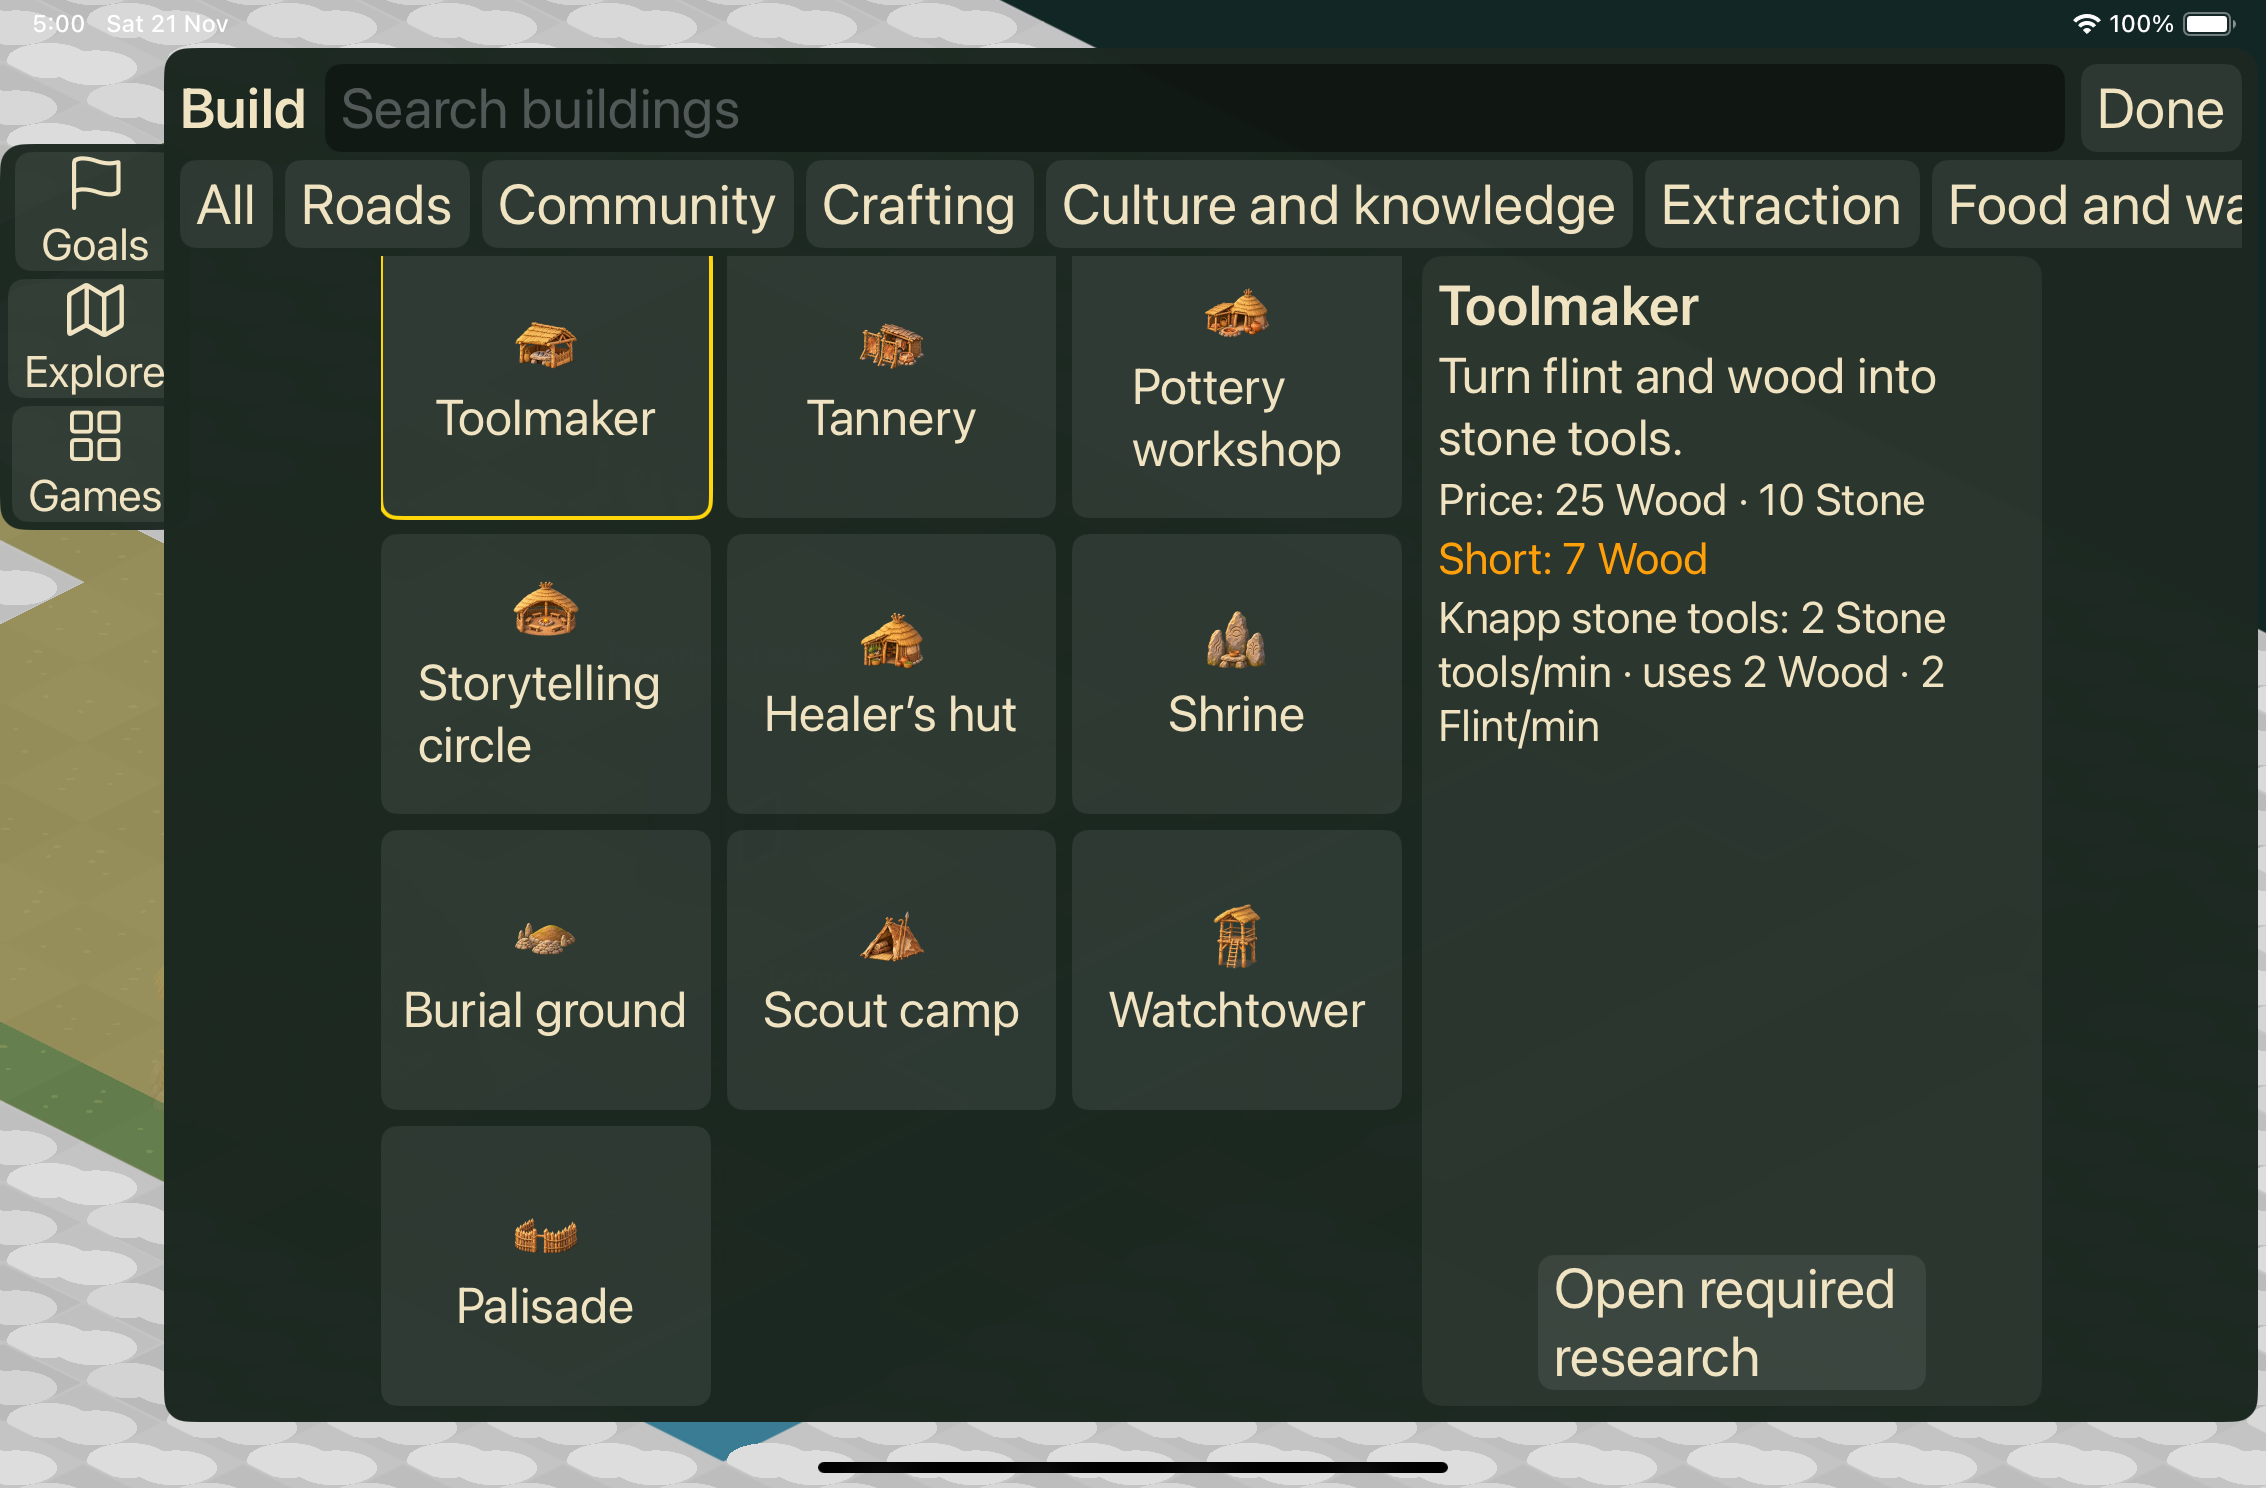 5:00 Sat 21 Nov
100%
Build
Search buildings
Done
Goals
Explore
Games
All
Roads
Community
Crafting
Culture and knowledge
Extraction
Food and wa
Toolmaker
Tannery
Pottery
workshop
Storytelling
circle
Healer’s hut
Shrine
Burial ground
Scout camp
Watchtower
Palisade
Toolmaker
Turn flint and wood into
stone tools.
Price: 25 Wood · 10 Stone
Short: 7 Wood
Knapp stone tools: 2 Stone
tools/min · uses 2 Wood · 2
Flint/min
Open required
research